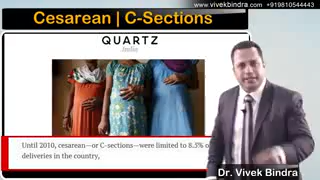 www.vivekbindra.com +919810544443
Cesarean | C-Sections
QUARTZ
India
Until 2010, cesarean—or C-sections—were limited to 8.5% o
deliveries in the country,
Dr. Vivek Bindra